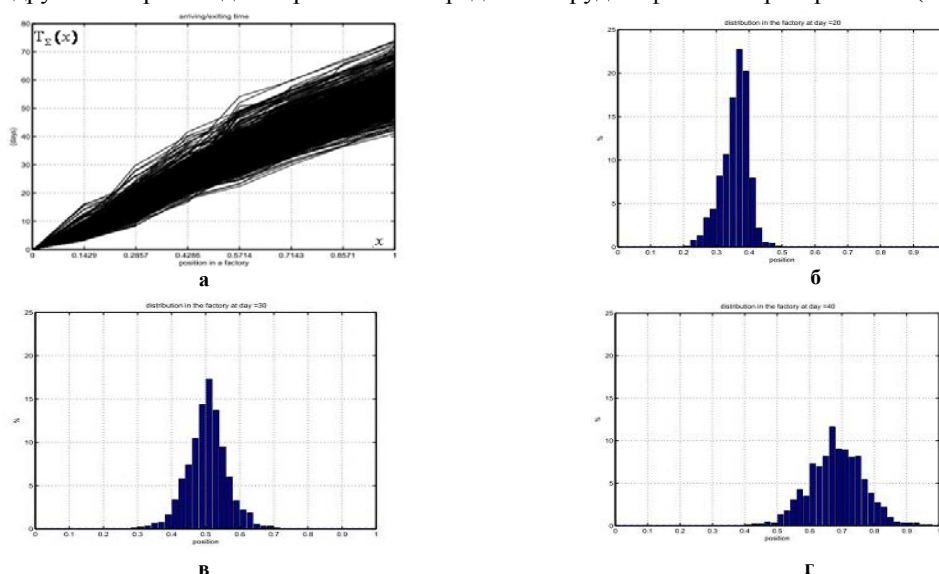 arriving/exiting time
T_Σ(x)
80
70
60
50
40
30
20
10
0
(days)
x
0 0.1429 0.2857 0.4286 0.5714 0.7143 0.8571 1
position in a factory
а
distribution in the factory at day =20
25
20
15
10
5
0
%
0 0.1 0.2 0.3 0.4 0.5 0.6 0.7 0.8 0.9
position
б
distribution in the factory at day =30
25
20
15
10
5
0
%
0 0.1 0.2 0.3 0.4 0.5 0.6 0.7 0.8 0.9 1
position
в
distribution in the factory at day =40
25
20
15
10
5
0
%
0 0.1 0.2 0.3 0.4 0.5 0.6 0.7 0.8 0.9
position
г